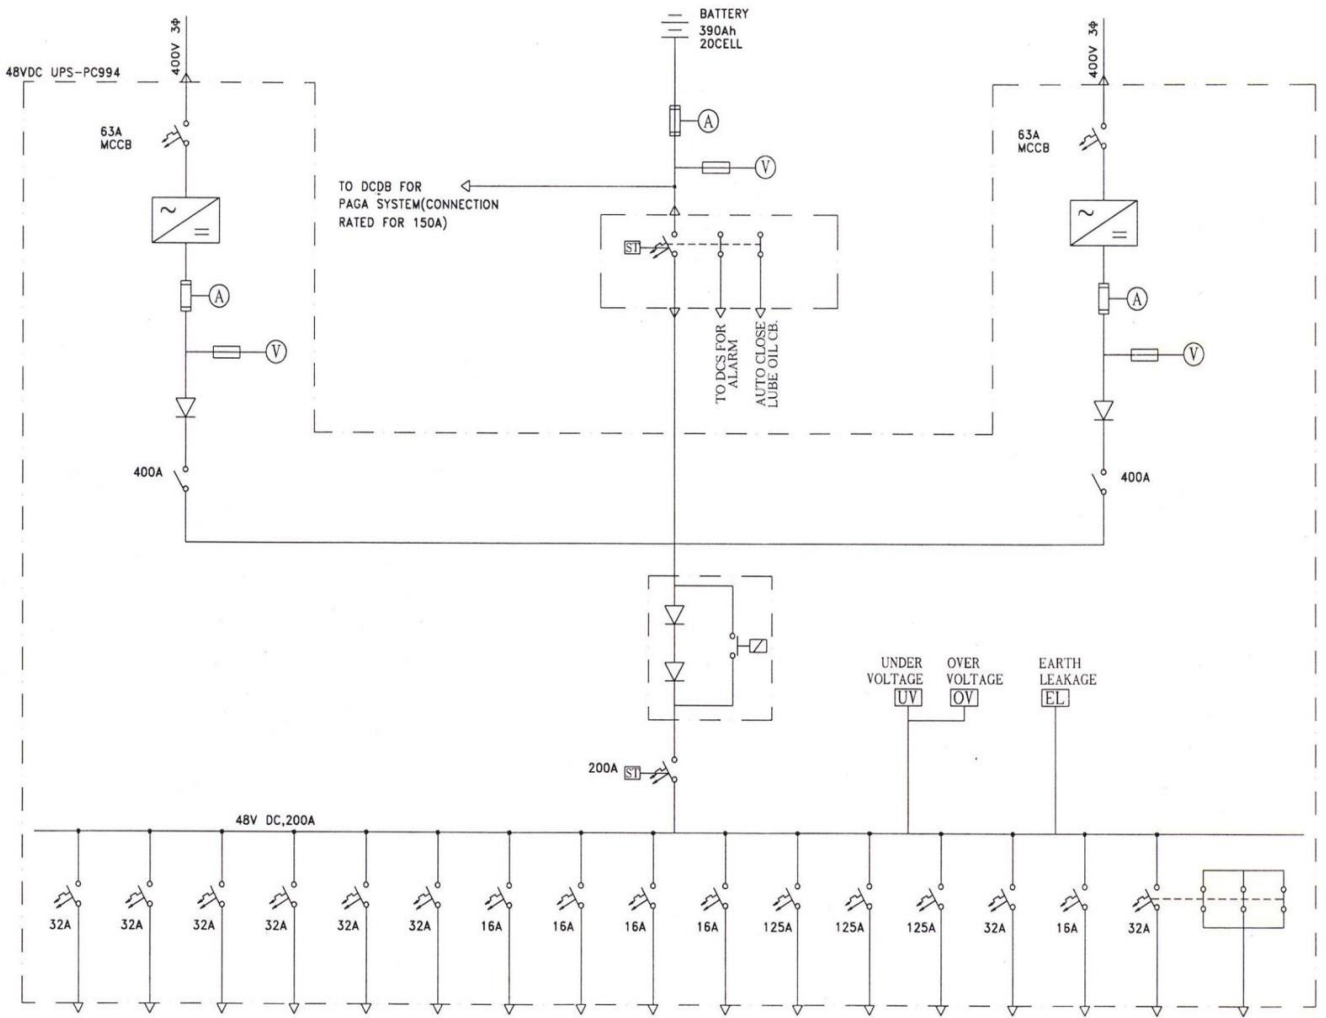 BATTERY
390Ah
20CELL
400V 3Φ
400V 3Φ
48VDC UPS-PC994
63A
MCCB
A
V
63A
MCCB
TO DCDB FOR
PAGA SYSTEM(CONNECTION
RATED FOR 150A)
ST
A
V
A
V
TO DCS FOR
ALARM
AUTO CLOSE
LUBE OIL CB.
400A
400A
UNDER
VOLTAGE
UV
OVER
VOLTAGE
OV
EARTH
LEAKAGE
EL
200A
ST
48V DC,200A
32A
32A
32A
32A
32A
32A
16A
16A
16A
16A
125A
125A
125A
32A
16A
32A